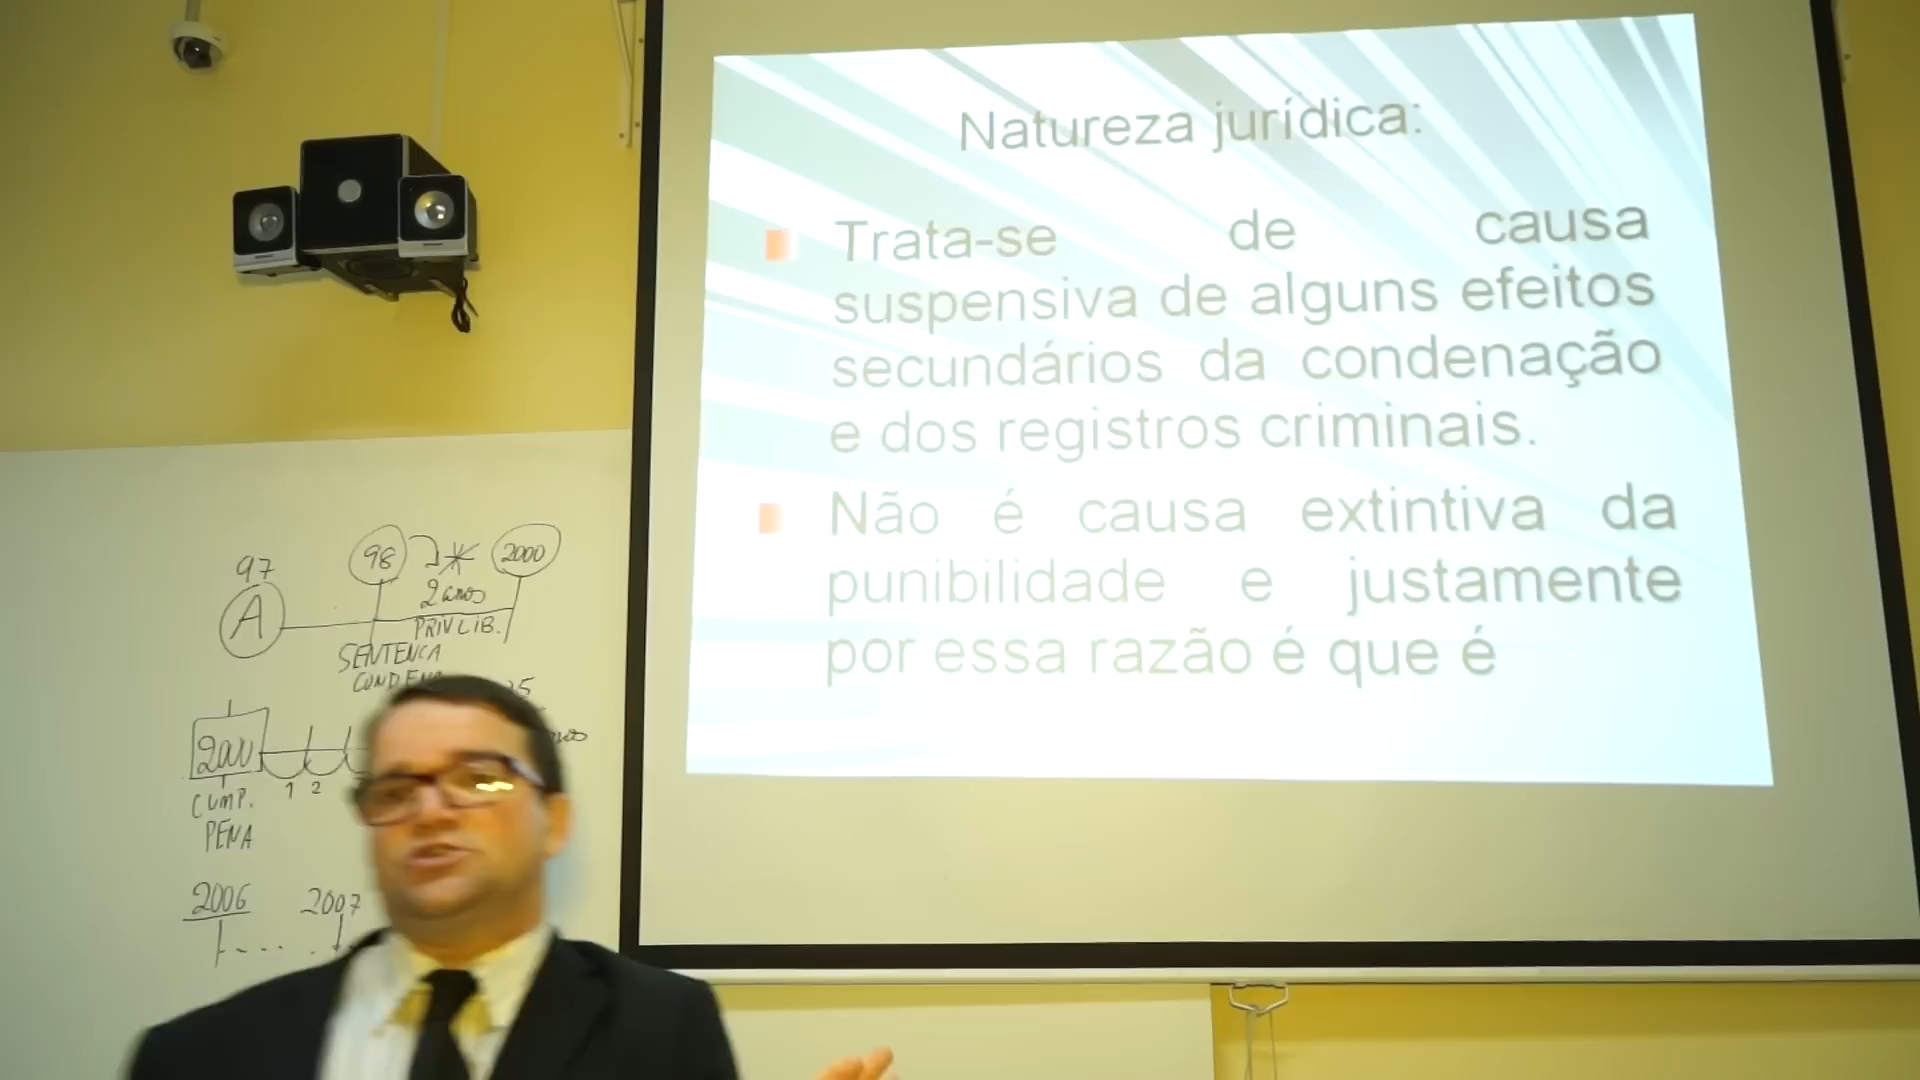 Natureza jurídica:
Trata-se de causa
suspensiva de alguns efeitos
secundários da condenação
e dos registros criminais.
Não é causa extintiva da
punibilidade e justamente
por essa razão é que é
97
98
2000
A
2 anos
PRIV LIB.
SENTENCA
2au
1 2
CUMP.
PENA
2006
2007